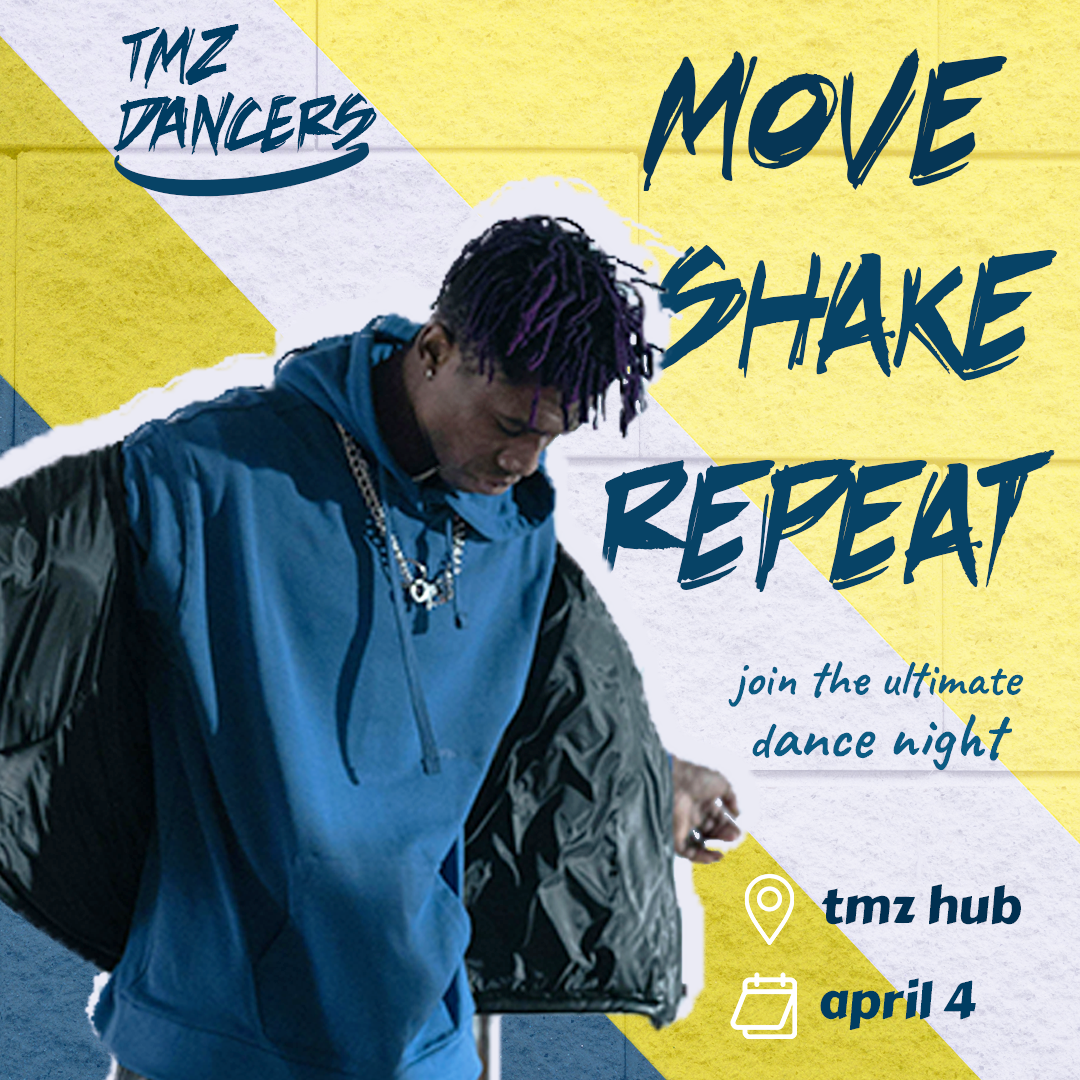 TMZ
DANCERS
MOVE
SHAKE
REPEAT
join the ultimate
dance night
tmz hub
april 4